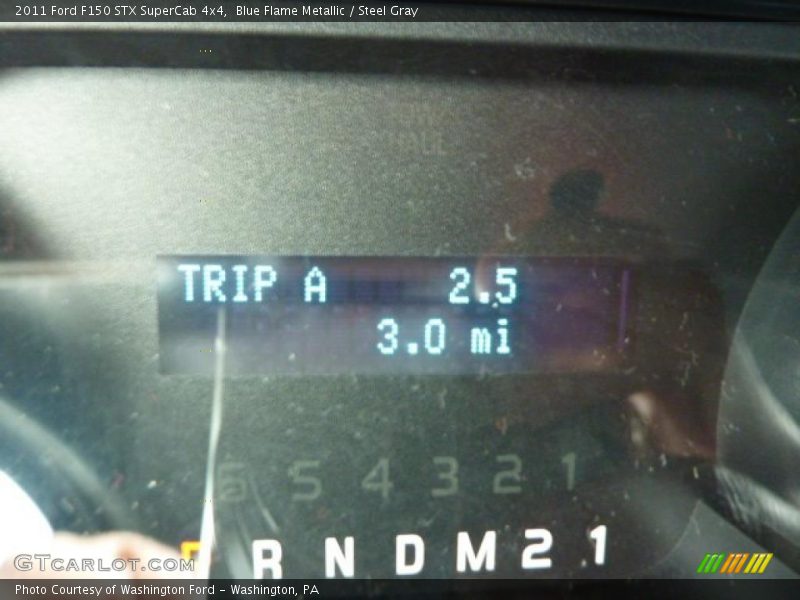 2011 Ford F150 STX SuperCab 4x4,  Blue Flame Metallic / Steel Gray
TRIP A 2.5
3.0 mi
6 5 4 3 2 1
R N D M 2 1
GTCARLOT.COM
Photo Courtesy of Washington Ford - Washington, PA